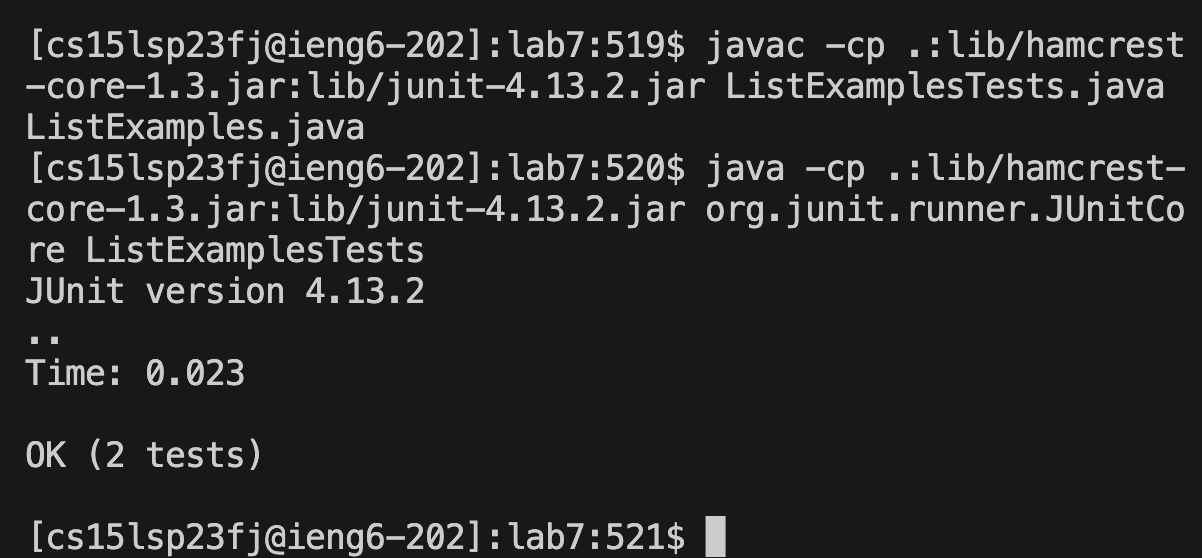 [cs15lsp23fj@ieng6-202]:lab7:519$ javac -cp .:lib/hamcrest
-core-1.3.jar:lib/junit-4.13.2.jar ListExamplesTests.java
ListExamples.java
[cs15lsp23fj@ieng6-202]:lab7:520$ java -cp .:lib/hamcrest-
core-1.3.jar:lib/junit-4.13.2.jar org.junit.runner.JUnitCo
re ListExamplesTests
JUnit version 4.13.2
..
Time: 0.023
OK (2 tests)
[cs15lsp23fj@ieng6-202]:lab7:521$